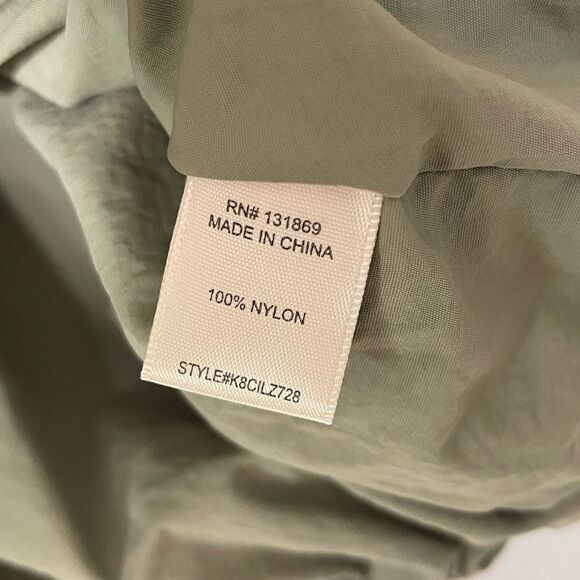 RN# 131869
MADE IN CHINA
100% NYLON
STYLE#K8CILZ728